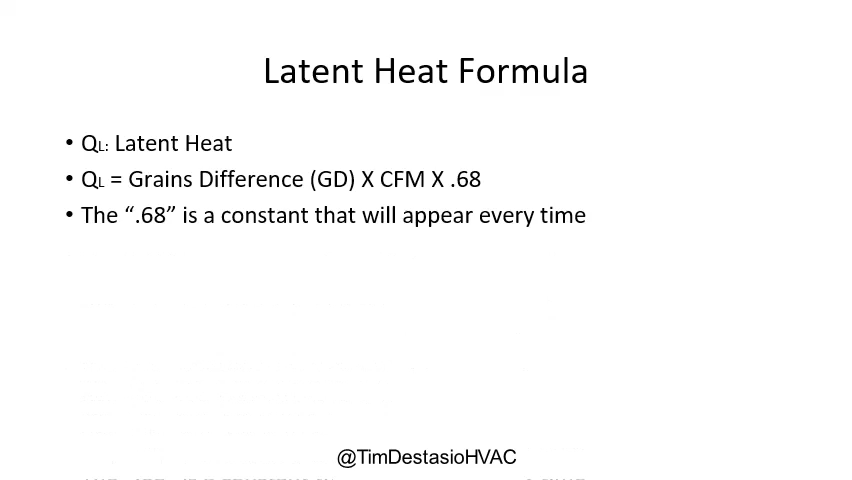 Latent Heat Formula
• QL: Latent Heat
• QL = Grains Difference (GD) X CFM X .68
• The “.68” is a constant that will appear every time
@TimDestasioHVAC